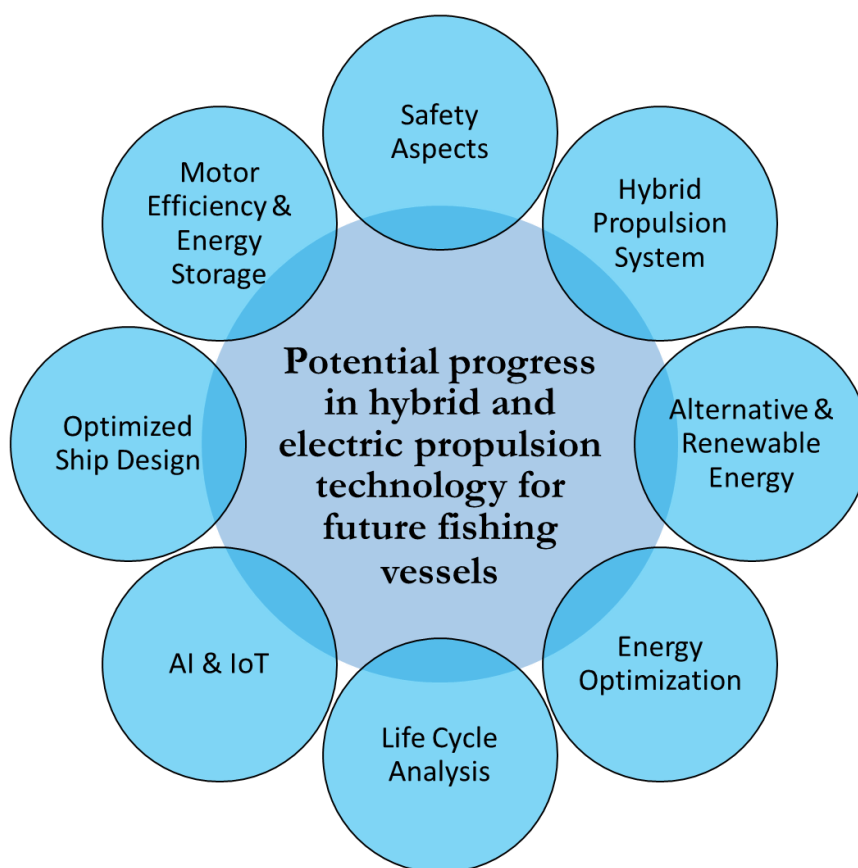 Safety
Aspects
Motor
Efficiency &
Energy
Storage
Hybrid
Propulsion
System
Potential progress
in hybrid and
electric propulsion
technology for
future fishing
vessels
Optimized
Ship Design
Alternative &
Renewable
Energy
AI & IoT
Energy
Optimization
Life Cycle
Analysis